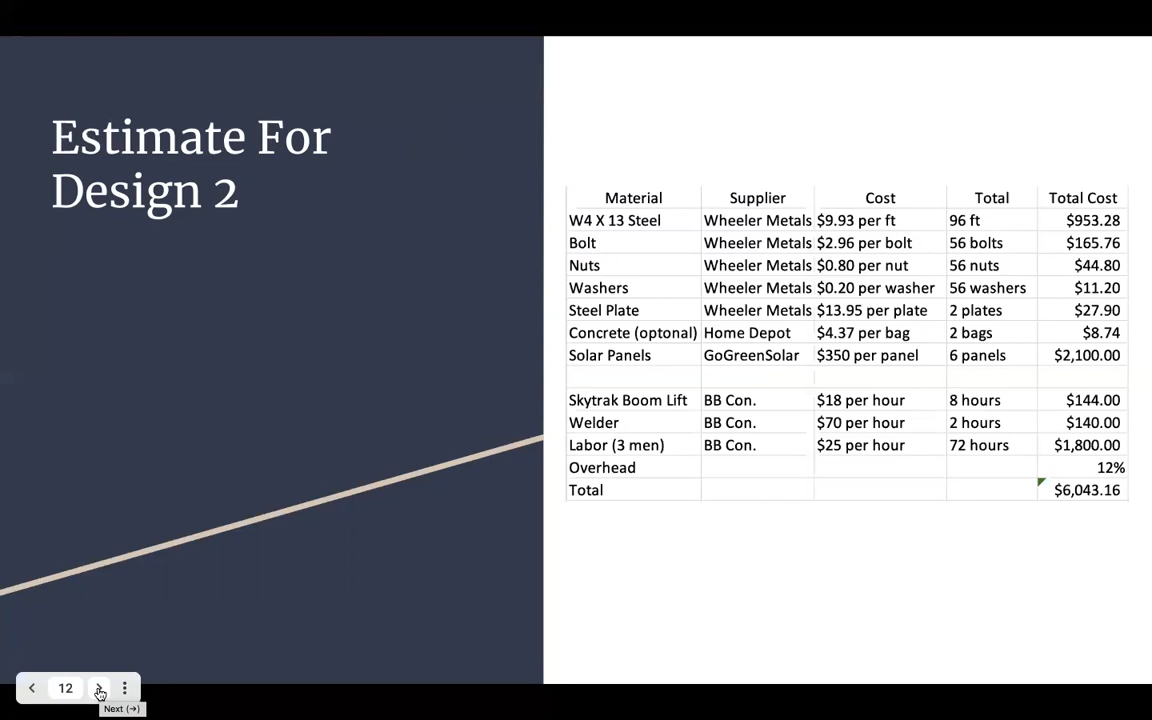 Estimate For
Design 2
Material Supplier Cost Total Total Cost
W4 X 13 Steel Wheeler Metals $9.93 per ft 96 ft $953.28
Bolt Wheeler Metals $2.96 per bolt 56 bolts $165.76
Nuts Wheeler Metals $0.80 per nut 56 nuts $44.80
Washers Wheeler Metals $0.20 per washer 56 washers $11.20
Steel Plate Wheeler Metals $13.95 per plate 2 plates $27.90
Concrete (optonal) Home Depot $4.37 per bag 2 bags $8.74
Solar Panels GoGreenSolar $350 per panel 6 panels $2,100.00
Skytrak Boom Lift BB Con. $18 per hour 8 hours $144.00
Welder BB Con. $70 per hour 2 hours $140.00
Labor (3 men) BB Con. $25 per hour 72 hours $1,800.00
Overhead 12%
Total $6,043.16
12
Next (→)